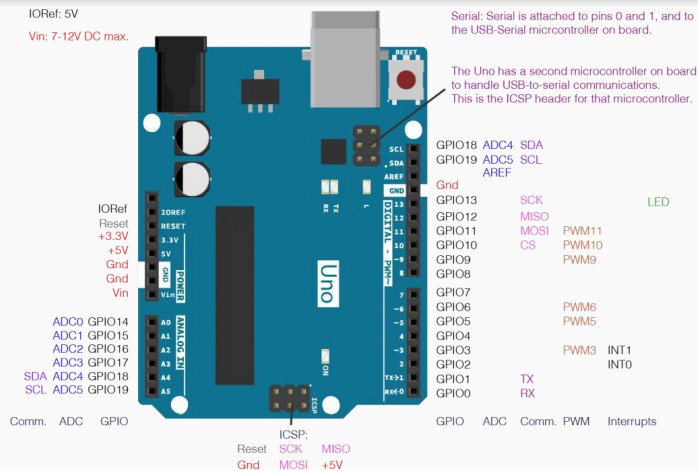 IORef: 5V
Vin: 7-12V DC max.
Serial: Serial is attached to pins 0 and 1, and to
the USB-Serial micrcontroller on board.
The Uno has a second microcontroller on board
to handle USB-to-serial communications.
This is the ICSP header for that microcontroller.
RESET
SCL
SDA
AREF
GND
13
12
11
10
~9
8
7
~6
~5
4
~3
2
TX→1
RX←0
DIGITAL - PWM~
TX
RX
L
Uno
ON
ICSP
IOREF
RESET
3.3V
5V
GND
Vin
POWER
A0
A1
A2
A3
A4
A5
ANALOG IN
IORef
Reset
+3.3V
+5V
Gnd
Gnd
Vin
ADC0 GPIO14
ADC1 GPIO15
ADC2 GPIO16
ADC3 GPIO17
SDA ADC4 GPIO18
SCL ADC5 GPIO19
Comm. ADC GPIO
GPIO18 ADC4 SDA
GPIO19 ADC5 SCL
AREF
Gnd
GPIO13 SCK LED
GPIO12 MISO
GPIO11 MOSI PWM11
GPIO10 CS PWM10
GPIO9 PWM9
GPIO8
GPIO7
GPIO6 PWM6
GPIO5 PWM5
GPIO4
GPIO3 PWM3 INT1
GPIO2 INT0
GPIO1 TX
GPIO0 RX
GPIO ADC Comm. PWM Interrupts
ICSP:
Reset SCK MISO
Gnd MOSI +5V